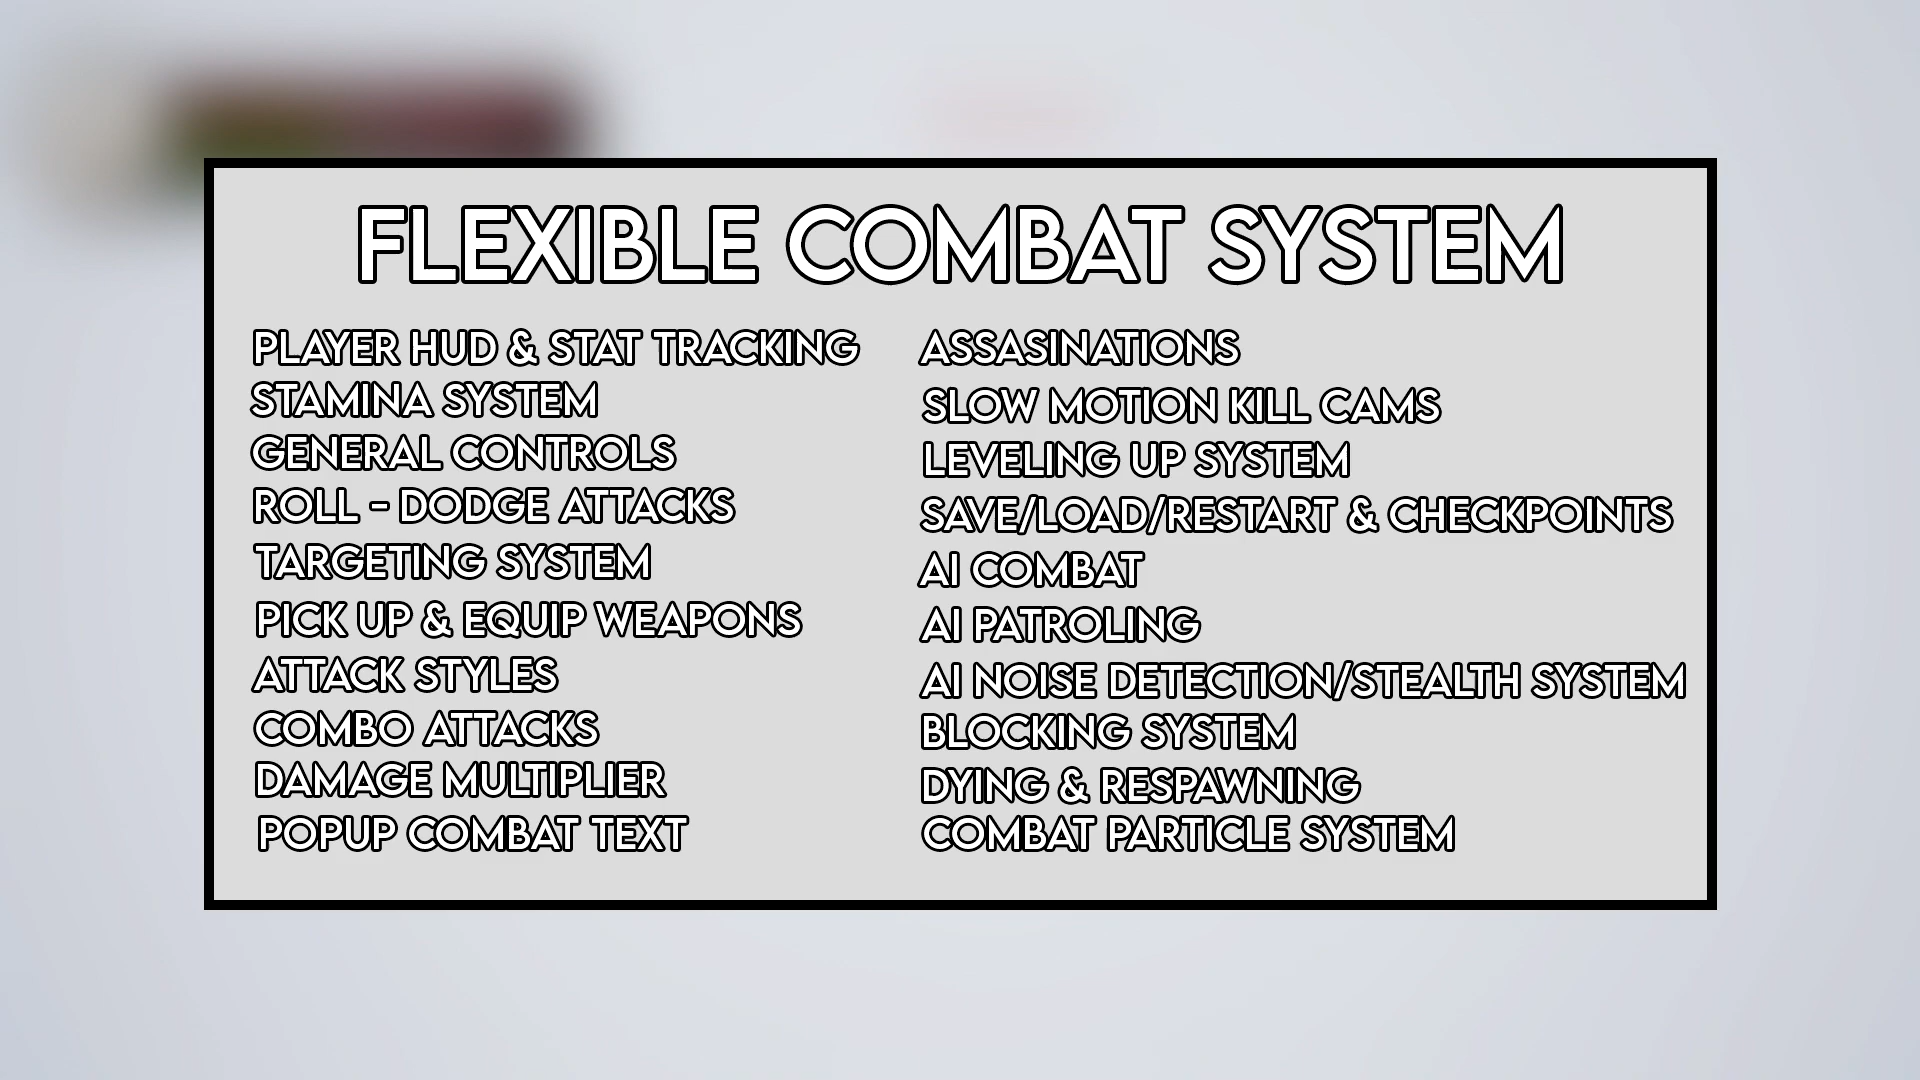 FLEXIBLE COMBAT SYSTEM
PLAYER HUD & STAT TRACKING
STAMINA SYSTEM
GENERAL CONTROLS
ROLL - DODGE ATTACKS
TARGETING SYSTEM
PICK UP & EQUIP WEAPONS
ATTACK STYLES
COMBO ATTACKS
DAMAGE MULTIPLIER
POPUP COMBAT TEXT
ASSASINATIONS
SLOW MOTION KILL CAMS
LEVELING UP SYSTEM
SAVE/LOAD/RESTART & CHECKPOINTS
AI COMBAT
AI PATROLING
AI NOISE DETECTION/STEALTH SYSTEM
BLOCKING SYSTEM
DYING & RESPAWNING
COMBAT PARTICLE SYSTEM